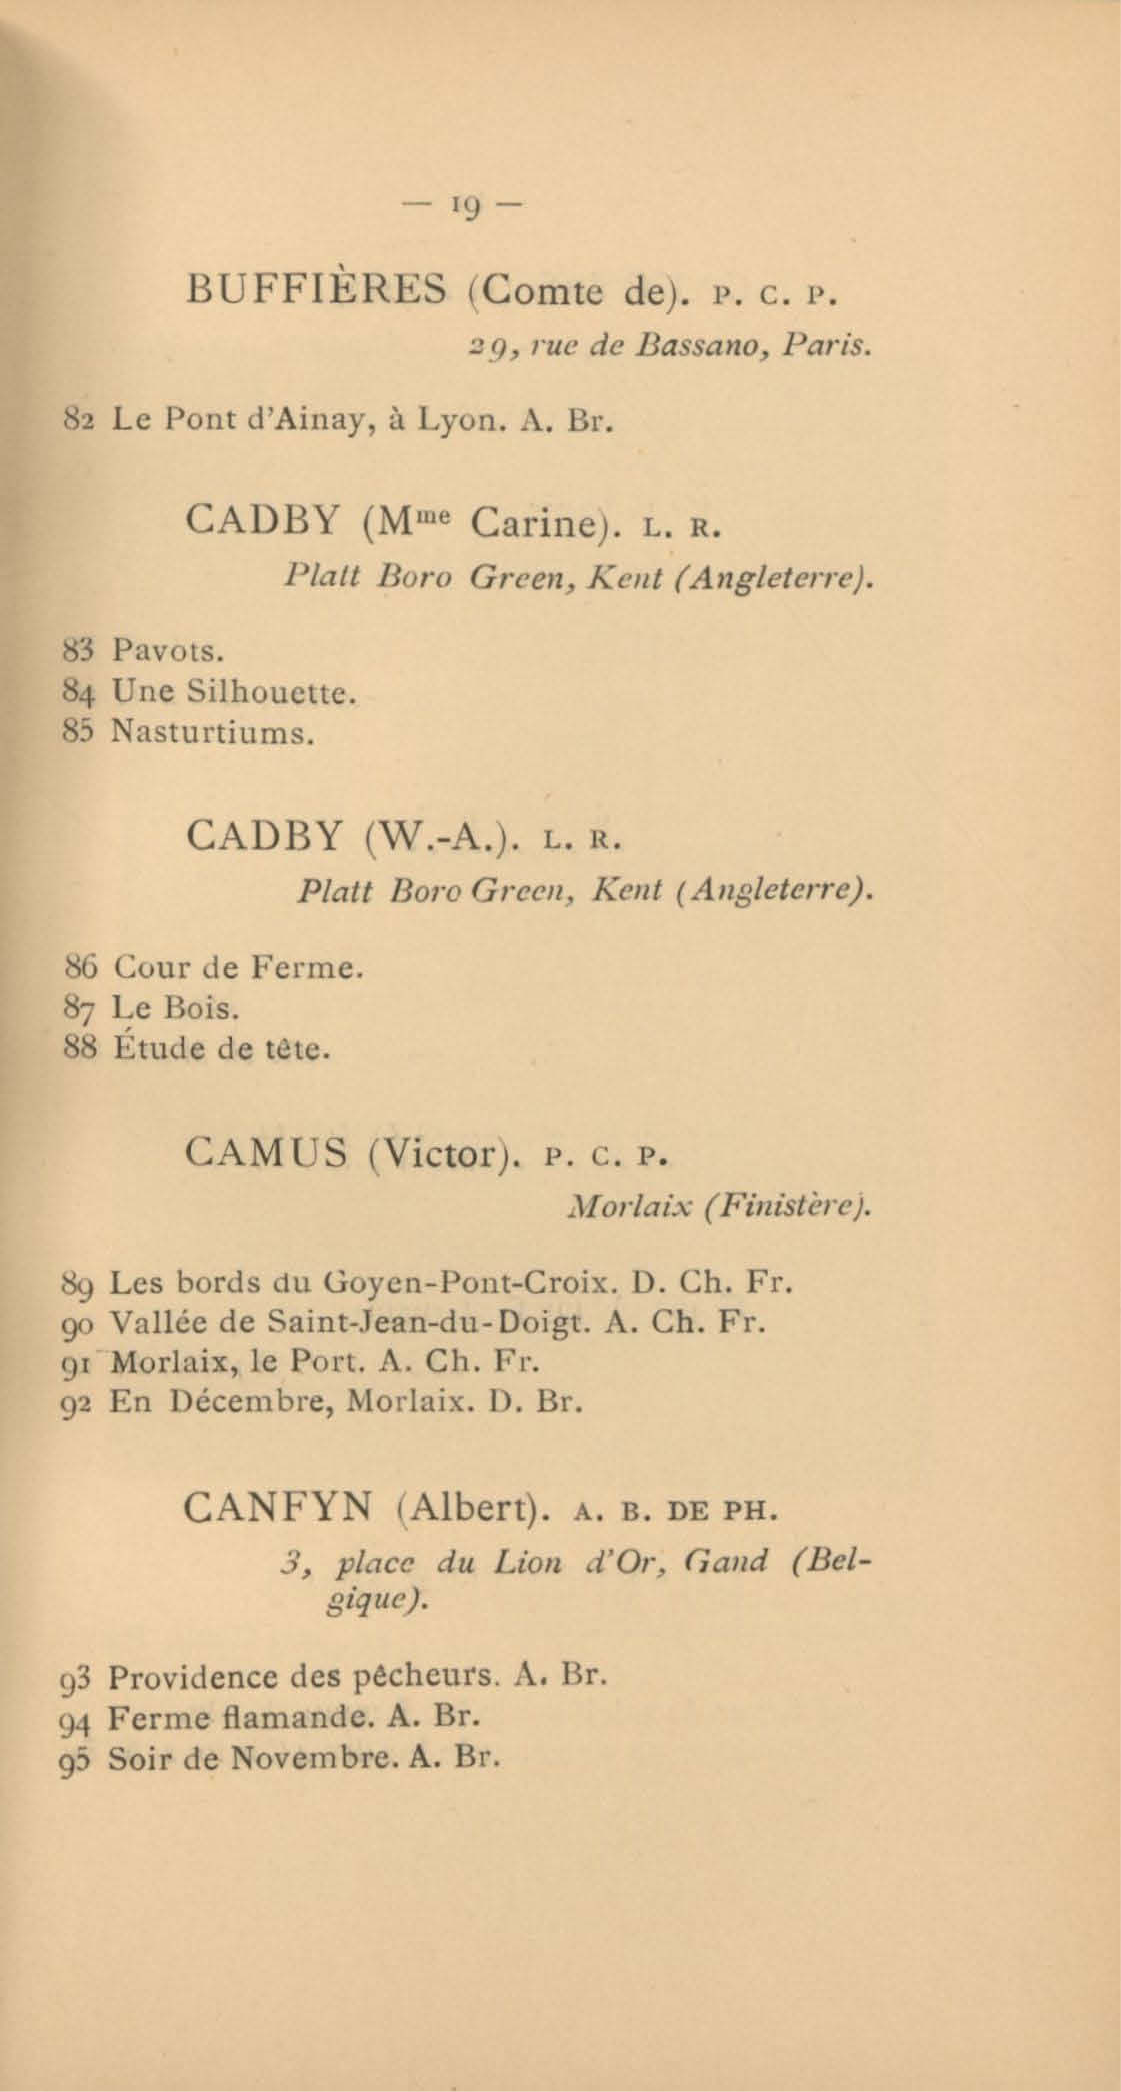 — 19 —
BUFFIÈRES (Comte de). P. C. P.
29, rue de Bassano, Paris.
82 Le Pont d'Ainay, à Lyon. A. Br.
CADBY (Mme Carine). L. R.
Platt Boro Green, Kent (Angleterre).
83 Pavots.
84 Une Silhouette.
85 Nasturtiums.
CADBY (W.-A.). L. R.
Platt Boro Green, Kent (Angleterre).
86 Cour de Ferme.
87 Le Bois.
88 Étude de tête.
CAMUS (Victor). P. C. P.
Morlaix (Finistère).
89 Les bords du Goyen-Pont-Croix. D. Ch. Fr.
90 Vallée de Saint-Jean-du-Doigt. A. Ch. Fr.
91 Morlaix, le Port. A. Ch. Fr.
92 En Décembre, Morlaix. D. Br.
CANFYN (Albert). A. B. DE PH.
3, place du Lion d'Or, Gand (Bel-
gique).
93 Providence des pêcheurs. A. Br.
94 Ferme flamande. A. Br.
95 Soir de Novembre. A. Br.